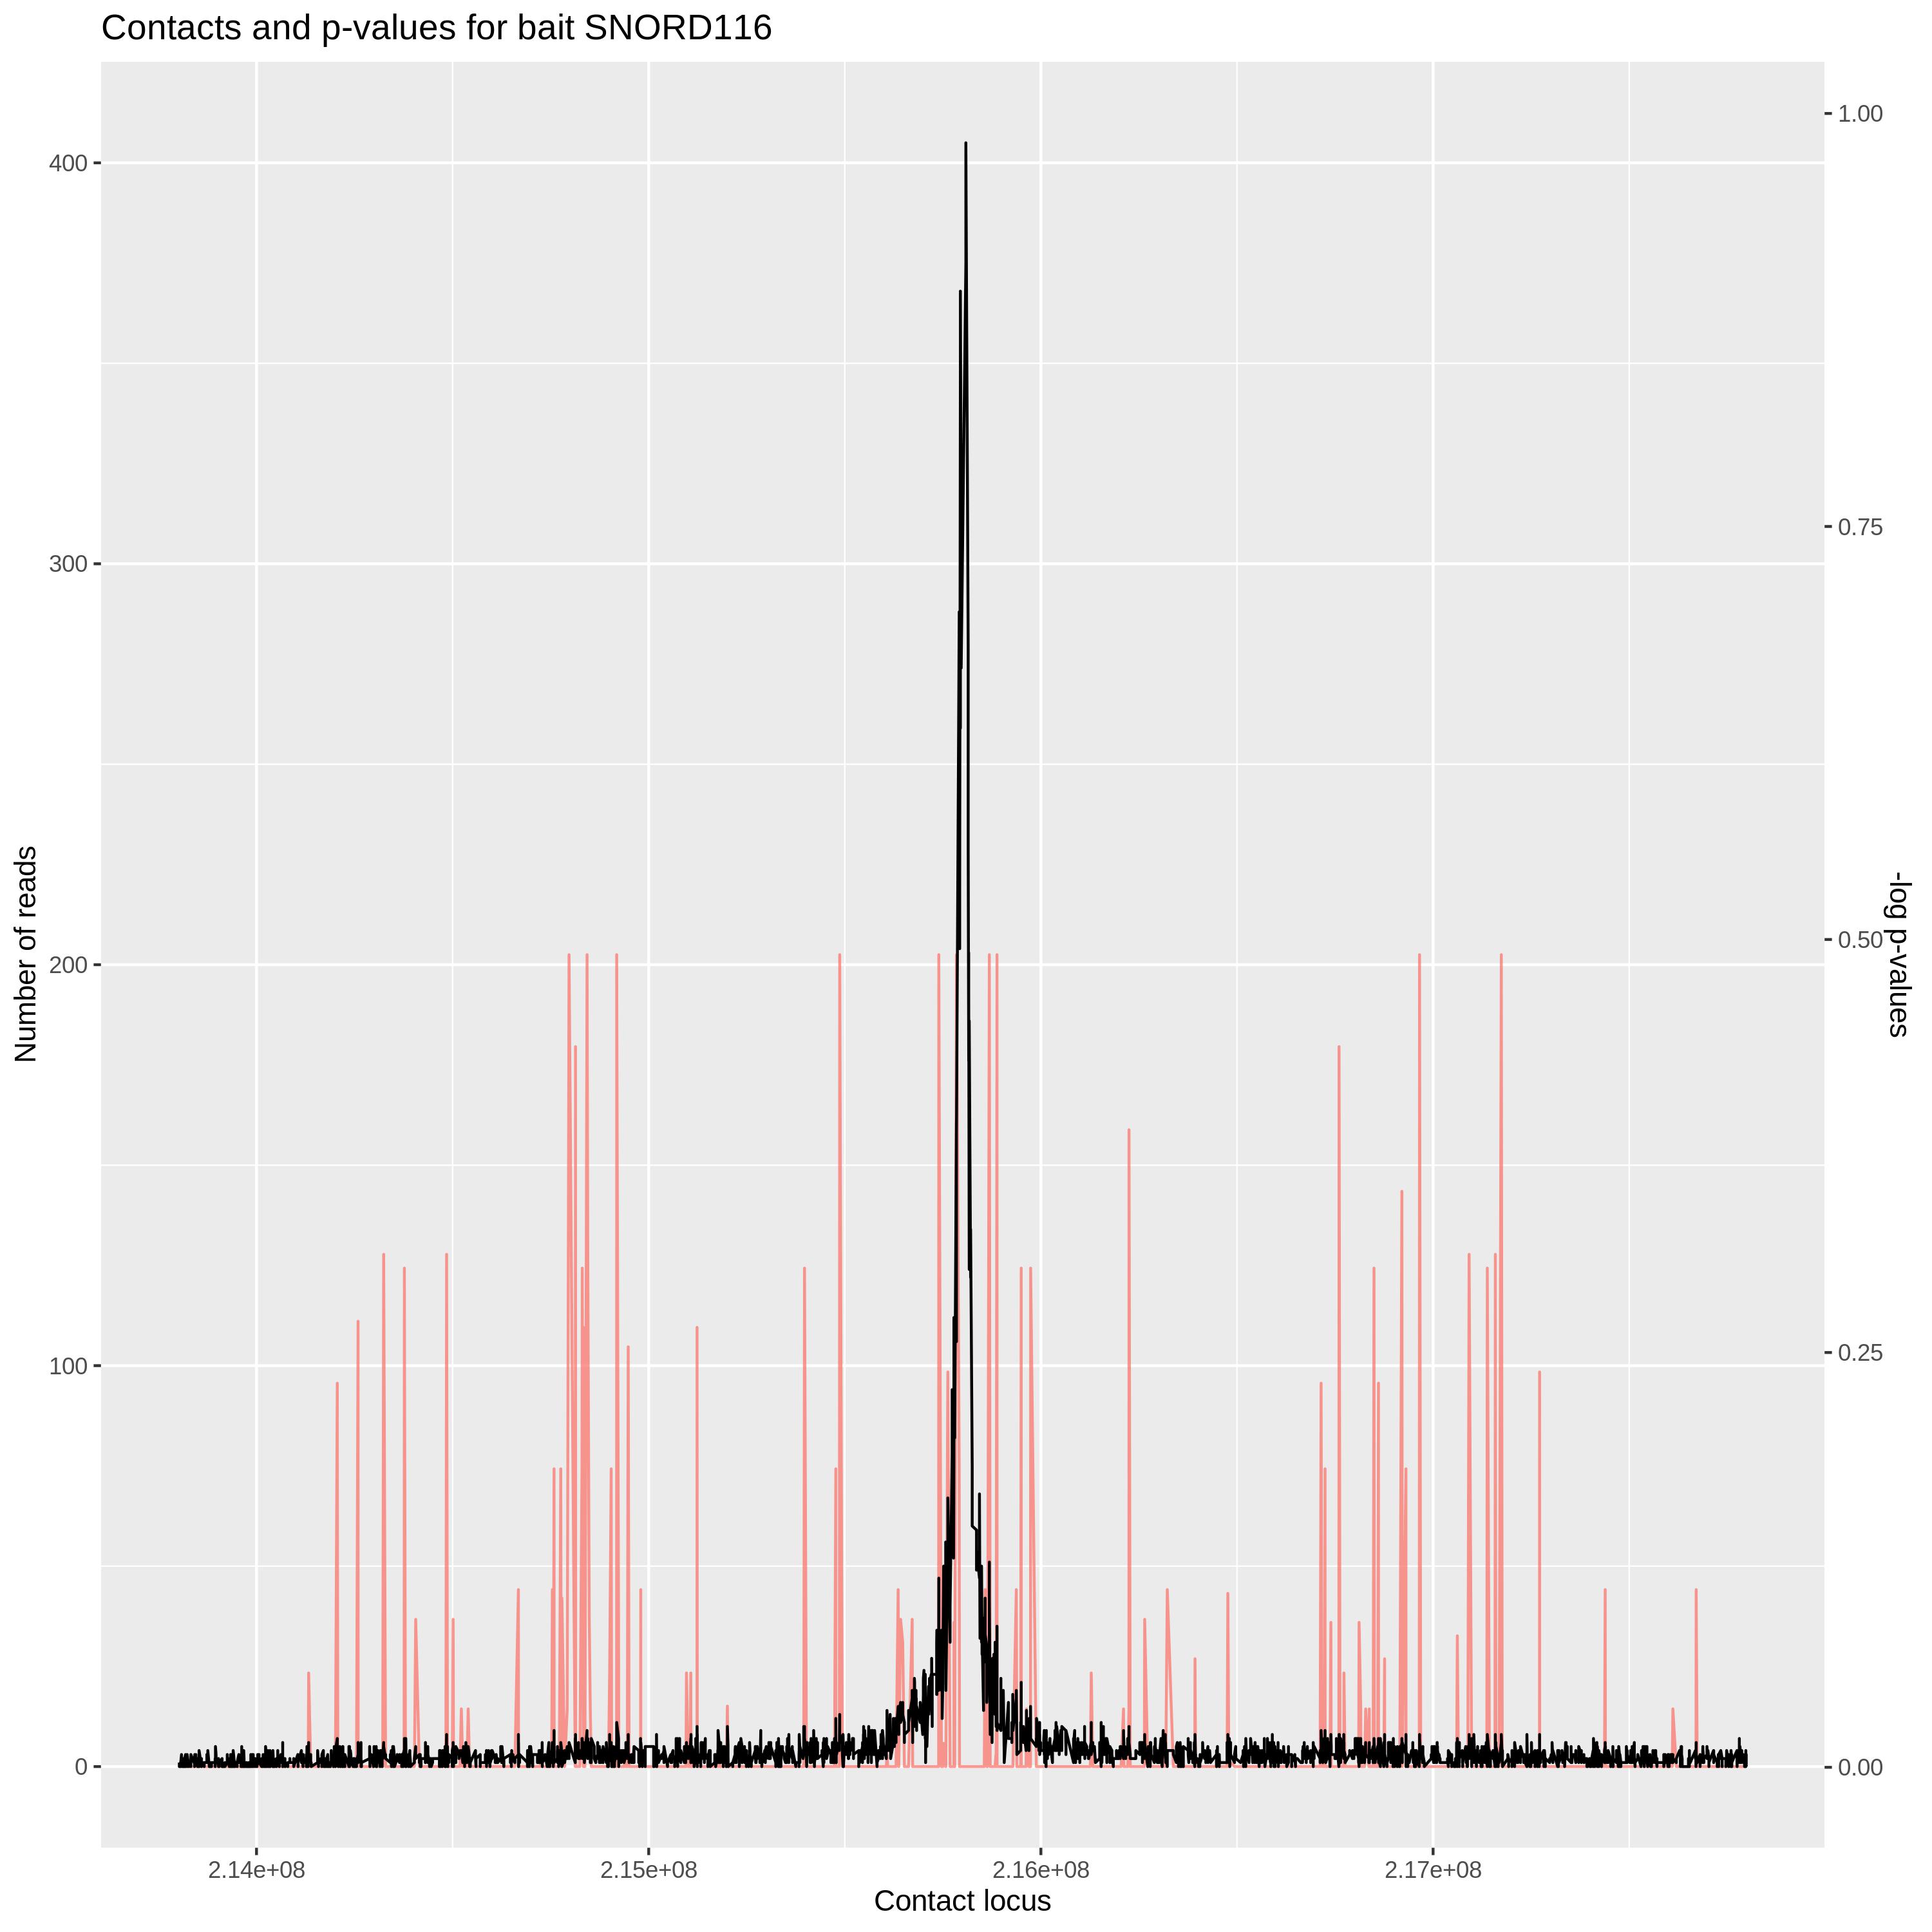 Contacts and p-values for bait SNORD116
Number of reads
400
300
200
100
0
1.00
0.75
0.50
0.25
0.00
-log p-values
2.14e+08 2.15e+08 2.16e+08 2.17e+08
Contact locus